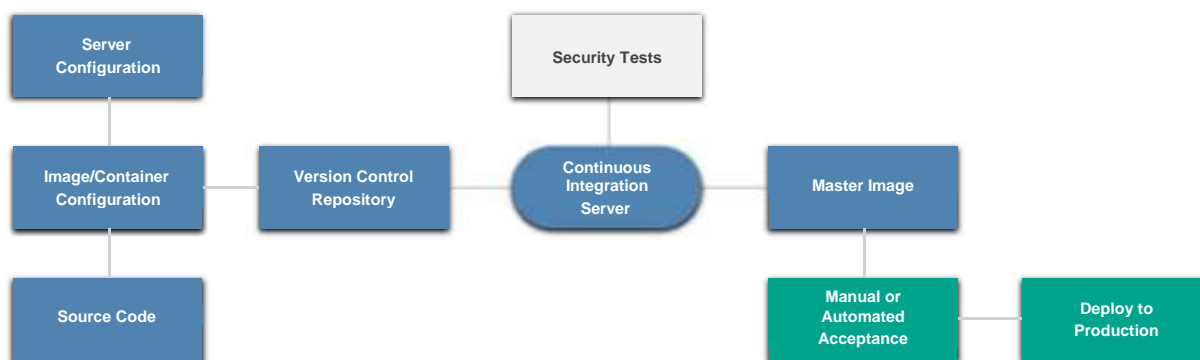 Server
Configuration
Security Tests
Image/Container
Configuration
Version Control
Repository
Continuous
Integration
Server
Master Image
Source Code
Manual or
Automated
Acceptance
Deploy to
Production